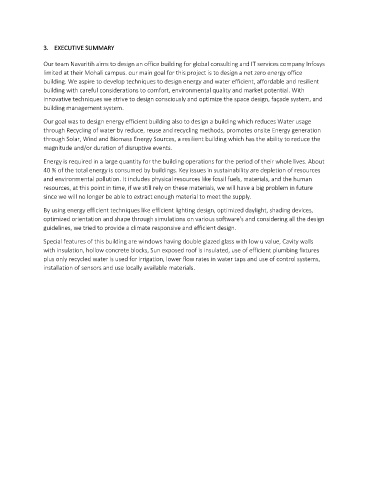 3. EXECUTIVE SUMMARY
Our team Navonitih aims to design an office building for global consulting and IT services company Infosys
limited at their Mohali campus. our main goal for this project is to design a net zero energy office
building. We aspire to develop techniques to design energy and water efficient, affordable and resilient
building with careful considerations to comfort, environmental quality and market potential. With
innovative techniques we strive to design consciously and optimize the space design, façade system, and
building management system.
Our goal was to design energy efficient building also to design a building which reduces Water usage
through Recycling of water by reduce, reuse and recycling methods, promotes onsite Energy generation
through Solar, Wind and Biomass Energy Sources, a resilient building which has the ability to reduce the
magnitude and/or duration of disruptive events.
Energy is required in a large quantity for the building operations for the period of their whole lives. About
40 % of the total energy is consumed by buildings. Key issues in sustainability are depletion of resources
and environmental pollution. It includes physical resources like fossil fuels, materials, and the human
resources, at this point in time, if we still rely on these materials, we will have a big problem in future
since we will no longer be able to extract enough material to meet the supply.
By using energy efficient techniques like efficient lighting design, optimized daylight, shading devices,
optimized orientation and shape through simulations on various software's and considering all the design
guidelines, we tried to provide a climate responsive and efficient design.
Special features of this building are windows having double glazed glass with low u value, Cavity walls
with insulation, hollow concrete blocks, Sun exposed roof is insulated, use of efficient plumbing fixtures
plus only recycled water is used for irrigation, lower flow rates in water taps and use of control systems,
installation of sensors and use locally available materials.